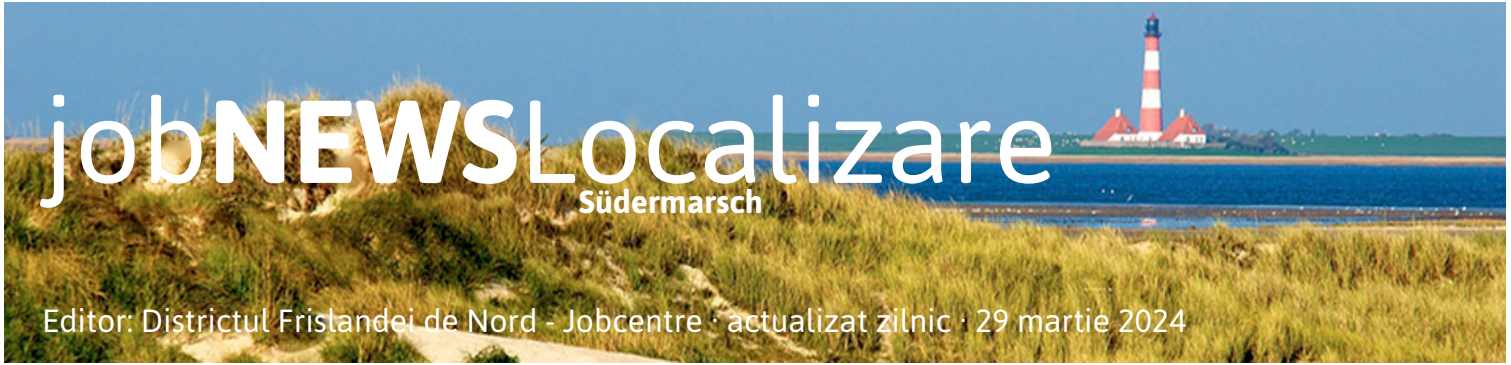 jobNEWSLocalizare
Südermarsch
Editor: Districtul Frislandei de Nord - Jobcentre · actualizat zilnic · 29 martie 2024